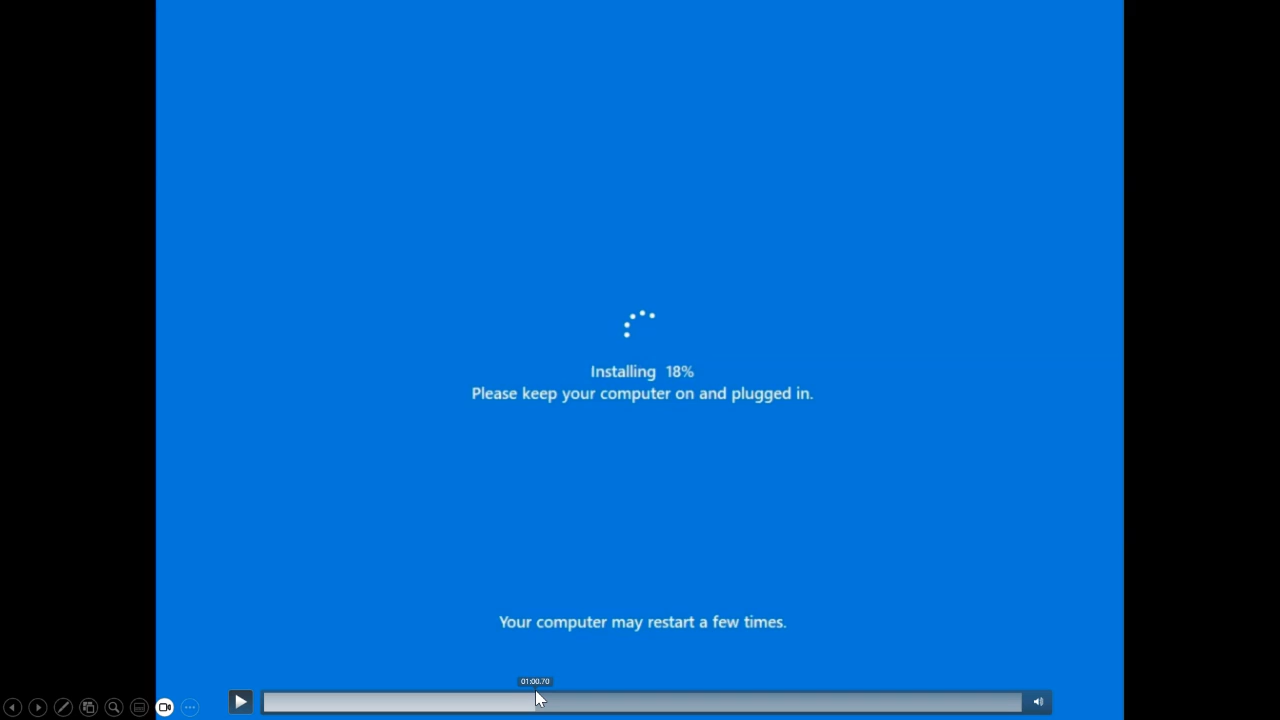 Installing 18%
Please keep your computer on and plugged in.
Your computer may restart a few times.
01:00.70